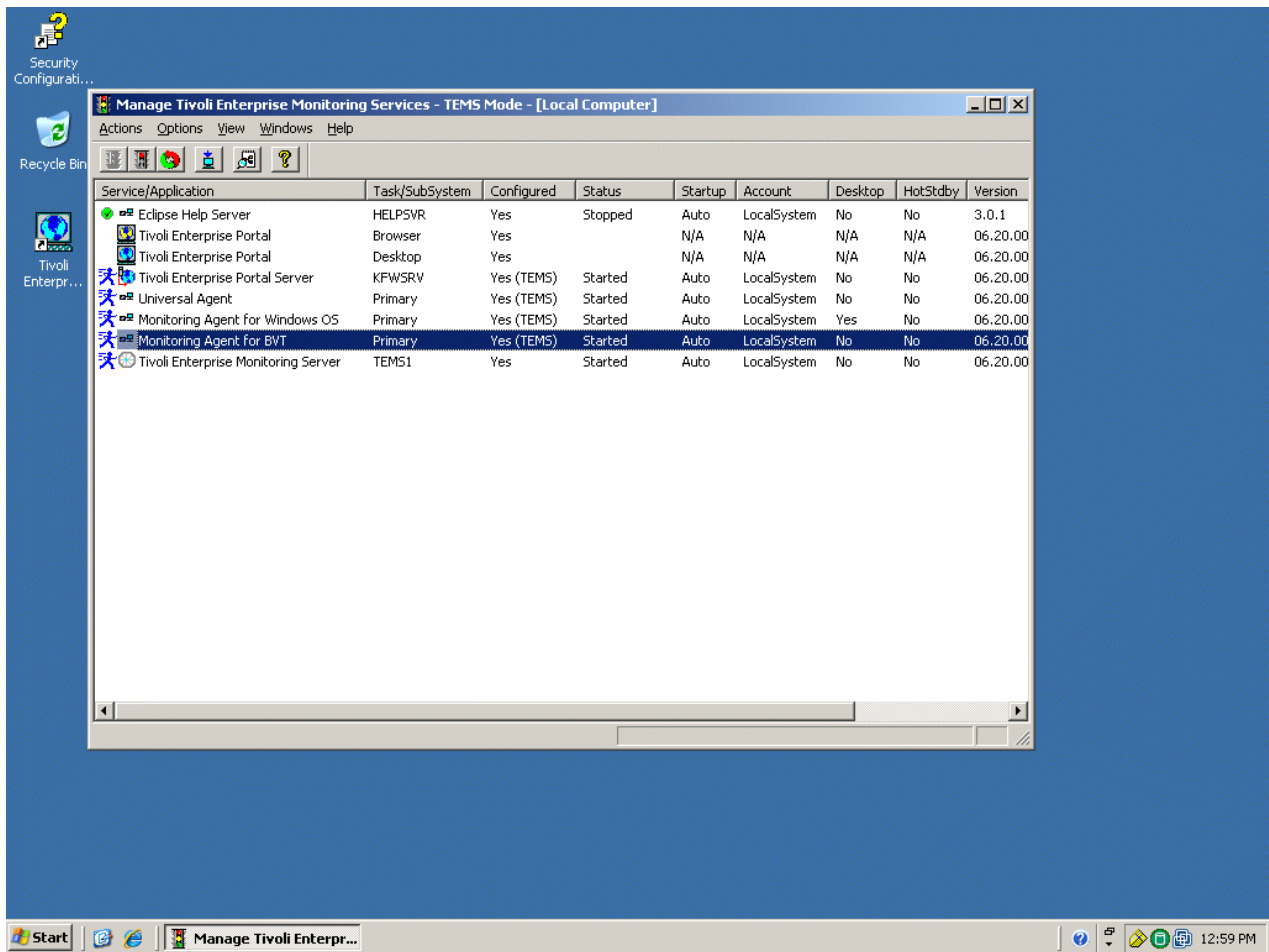 Security
Configurati...
Recycle Bin
Tivoli
Enterpr...
Manage Tivoli Enterprise Monitoring Services - TEMS Mode - [Local Computer]
Actions Options View Windows Help
Service/Application Task/SubSystem Configured Status Startup Account Desktop HotStdby Version
Eclipse Help Server HELPSVR Yes Stopped Auto LocalSystem No No 3.0.1
Tivoli Enterprise Portal Browser Yes N/A N/A N/A N/A 06.20.00
Tivoli Enterprise Portal Desktop Yes N/A N/A N/A N/A 06.20.00
Tivoli Enterprise Portal Server KFWSRV Yes (TEMS) Started Auto LocalSystem No No 06.20.00
Universal Agent Primary Yes (TEMS) Started Auto LocalSystem No No 06.20.00
Monitoring Agent for Windows OS Primary Yes (TEMS) Started Auto LocalSystem Yes No 06.20.00
Monitoring Agent for BVT Primary Yes (TEMS) Started Auto LocalSystem No No 06.20.00
Tivoli Enterprise Monitoring Server TEMS1 Yes Started Auto LocalSystem No No 06.20.00
Start Manage Tivoli Enterpr... 12:59 PM